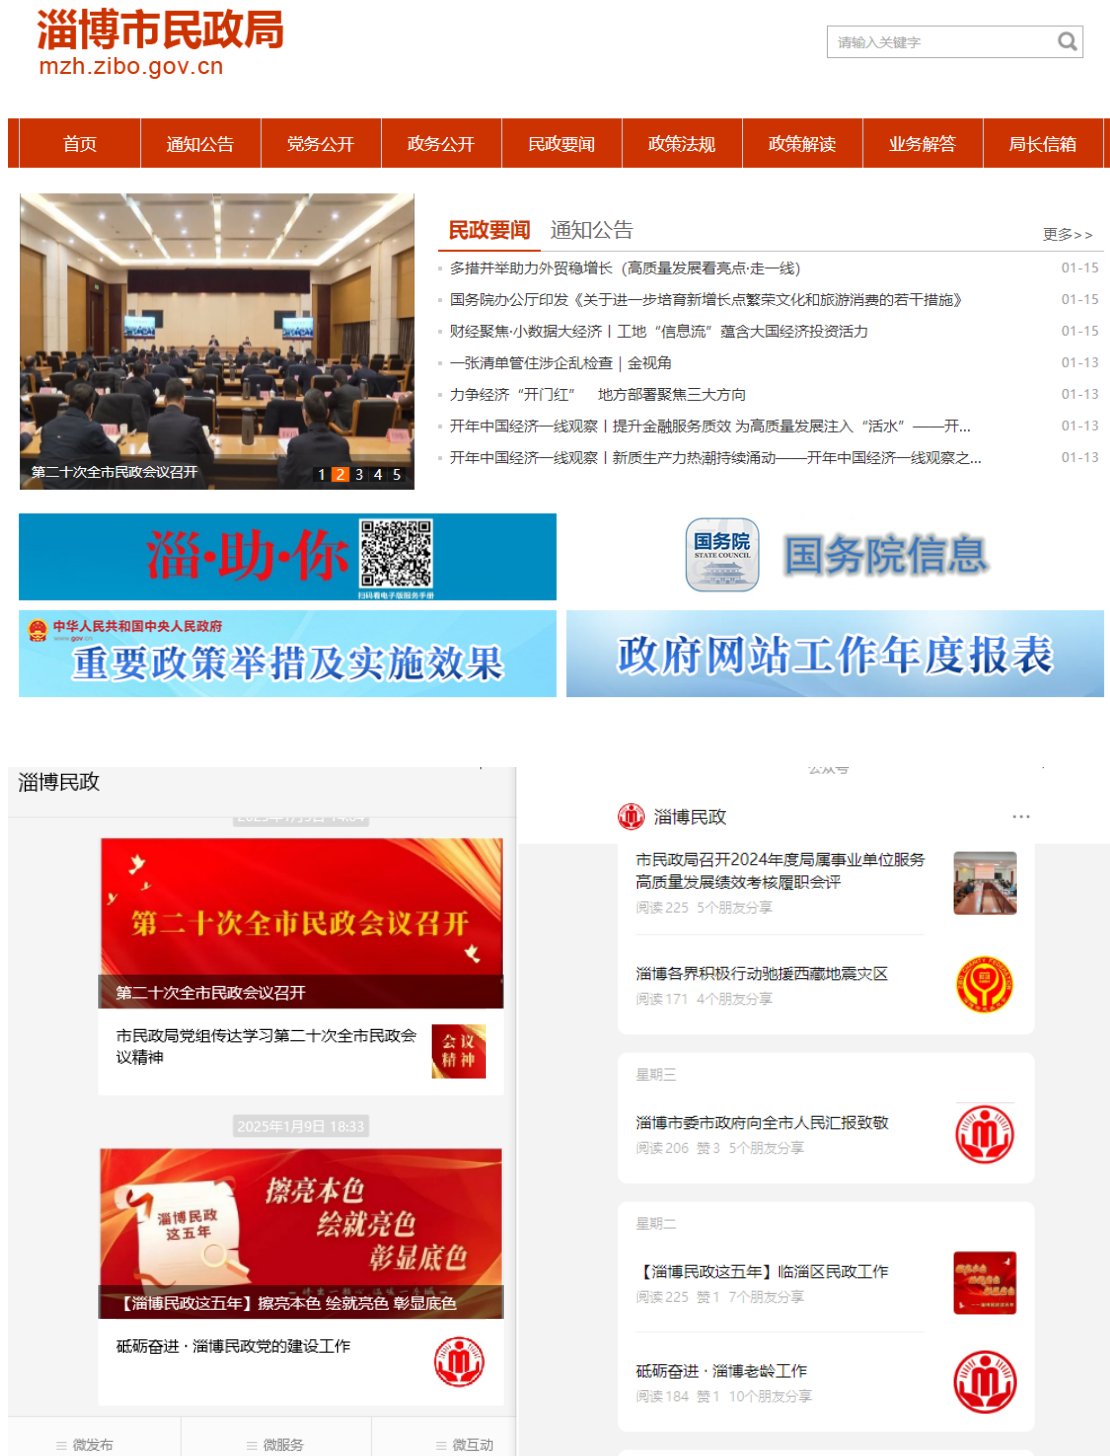 淄博市民政局
mzh.zibo.gov.cn
请输入关键字
首页
通知公告
党务公开
政务公开
民政要闻
政策法规
政策解读
业务解答
局长信箱
第二十次全市民政会议召开
1 2 3 4 5
民政要闻 通知公告
更多>>
多措并举助力外贸稳增长（高质量发展看亮点·走一线） 01-15
国务院办公厅印发《关于进一步培育新增长点繁荣文化和旅游消费的若干措施》 01-15
财经聚焦·小数据大经济丨工地“信息流”蕴含大国经济投资活力 01-15
一张清单管住涉企乱检查｜金视角 01-13
力争经济“开门红” 地方部署聚焦三大方向 01-13
开年中国经济一线观察丨提升金融服务质效 为高质量发展注入“活水”——开... 01-13
开年中国经济一线观察丨新质生产力热潮持续涌动——开年中国经济一线观察之... 01-13
淄·助·你
扫码看电子版服务手册
国务院
STATE COUNCIL
国务院信息
中华人民共和国中央人民政府
www.gov.cn
重要政策举措及实施效果
政府网站工作年度报表
淄博民政
第二十次全市民政会议召开
第二十次全市民政会议召开
市民政局党组传达学习第二十次全市民政会
议精神
会议
精神
2025年1月9日 18:33
淄博民政
这五年
擦亮本色
绘就亮色
彰显底色
【淄博民政这五年】擦亮本色 绘就亮色 彰显底色
砥砺奋进 · 淄博民政党的建设工作
微发布
微服务
微互动
公众号
淄博民政
市民政局召开2024年度局属事业单位服务
高质量发展绩效考核履职会评
阅读 225 5个朋友分享
淄博各界积极行动驰援西藏地震灾区
阅读 171 4个朋友分享
星期三
淄博市委市政府向全市人民汇报致敬
阅读 206 赞 3 5个朋友分享
星期二
【淄博民政这五年】临淄区民政工作
阅读 225 赞 1 7个朋友分享
砥砺奋进 · 淄博老龄工作
阅读 184 赞 1 10个朋友分享